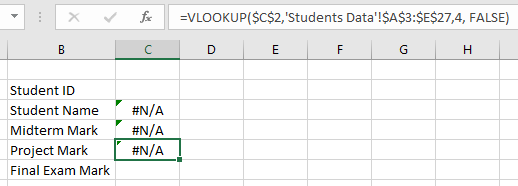 fx =VLOOKUP($C$2,'Students Data'!$A$3:$E$27,4, FALSE)
B C D E F G H
Student ID
Student Name #N/A
Midterm Mark #N/A
Project Mark #N/A
Final Exam Mark